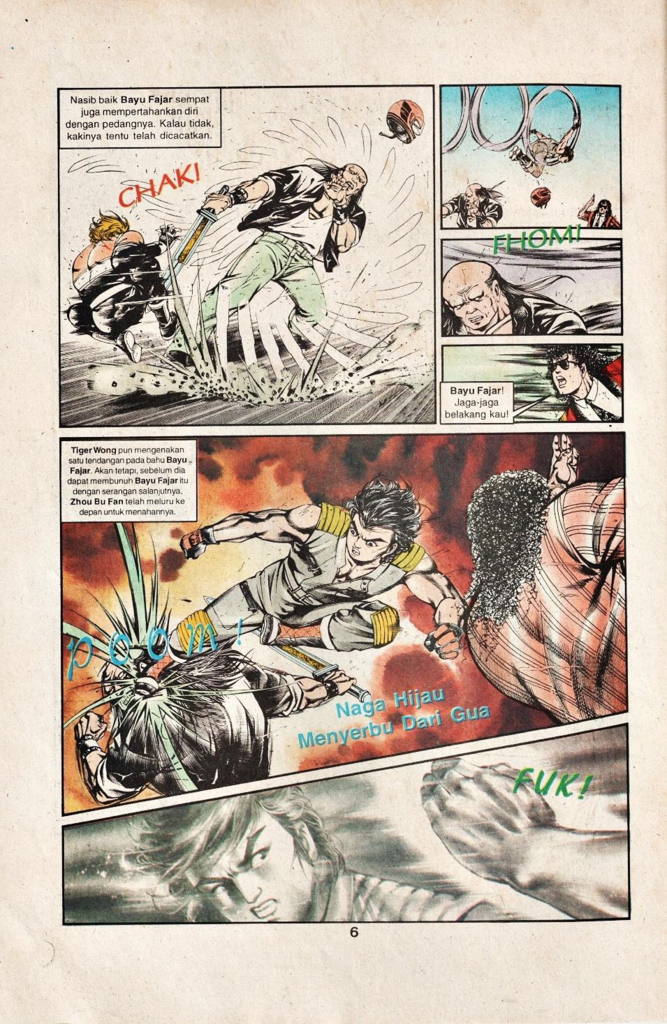 Nasib baik Bayu Fajar sempat
juga mempertahankan diri
dengan pedangnya. Kalau tidak,
kakinya tentu telah dicacatkan.
CHAK!
FHOM!
Bayu Fajar!
Jaga-jaga
belakang kau!
Tiger Wong pun mengenakan
satu tendangan pada bahu Bayu
Fajar. Akan tetapi, sebelum dia
dapat membunuh Bayu Fajar itu
dengan serangan salanjutnya,
Zhou Bu Fan telah meluru ke
depan untuk menahannya.
POOM!
Naga Hijau
Menyerbu Dari Gua
FUK!
6